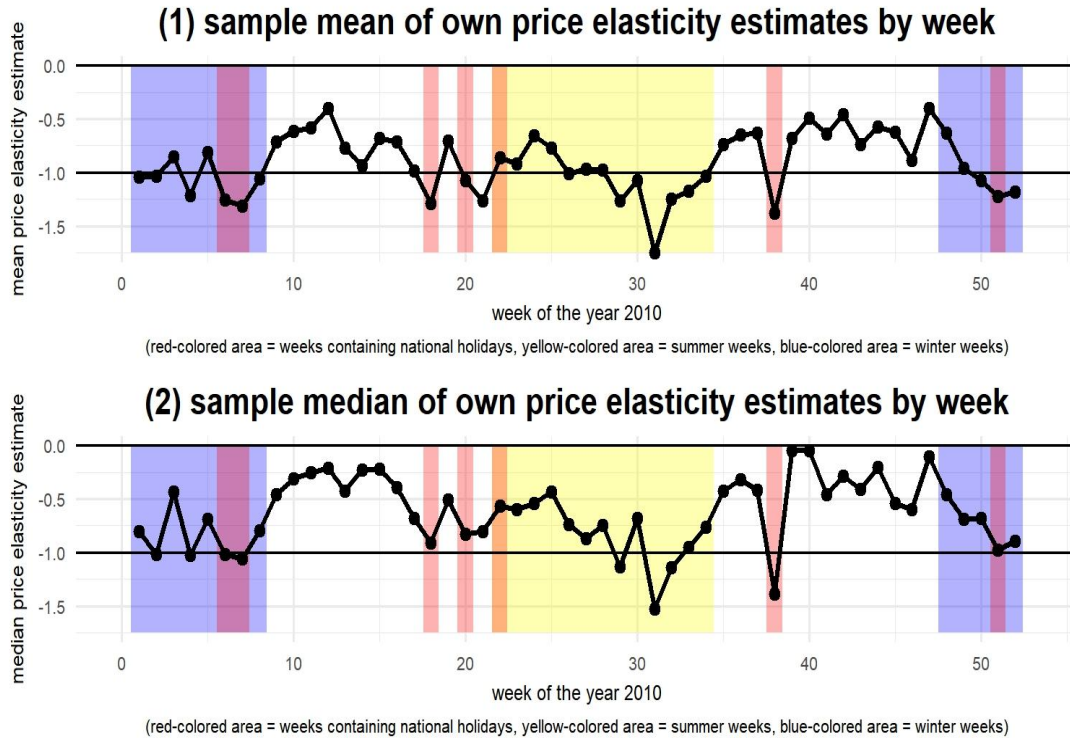 (1) sample mean of own price elasticity estimates by week
mean price elasticity estimate
0.0
-0.5
-1.0
-1.5
0 10 20 30 40 50
week of the year 2010
(red-colored area = weeks containing national holidays, yellow-colored area = summer weeks, blue-colored area = winter weeks)
(2) sample median of own price elasticity estimates by week
median price elasticity estimate
0.0
-0.5
-1.0
-1.5
0 10 20 30 40 50
week of the year 2010
(red-colored area = weeks containing national holidays, yellow-colored area = summer weeks, blue-colored area = winter weeks)